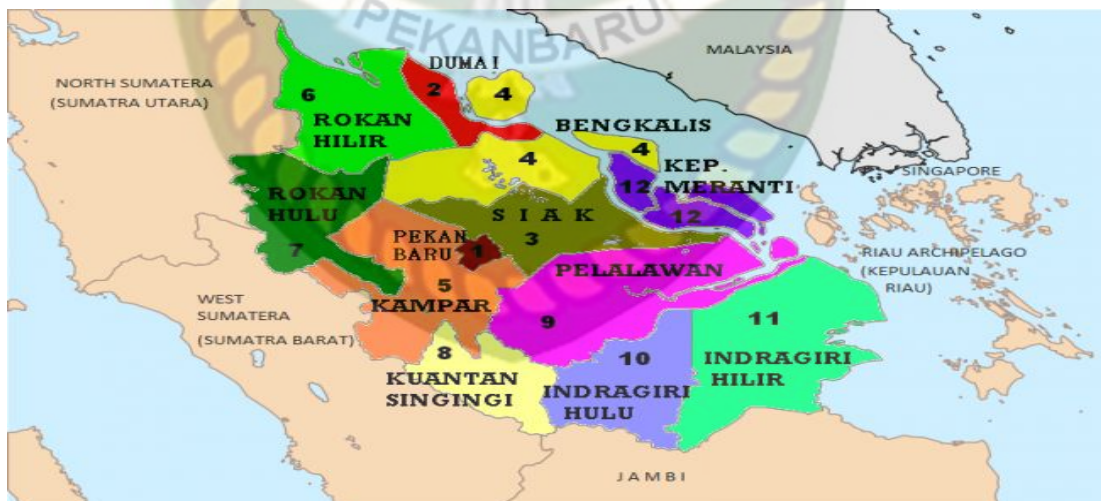 PEKANBARU
MALAYSIA
DUMAI
NORTH SUMATERA
(SUMATRA UTARA)
2
4
6
ROKAN
HILIR
BENGKALIS
4
4
KEP.
MERANTI
SINGAPORE
12
ROKAN
HULU
SIAK
12
3
PEKAN
BARU
1
7
PELALAWAN
RIAU ARCHIPELAGO
(KEPULAUAN
RIAU)
5
KAMPAR
WEST
SUMATERA
(SUMATRA BARAT)
9
11
8
KUANTAN
SINGINGI
10
INDRAGIRI
HULU
INDRAGIRI
HILIR
JAMBI